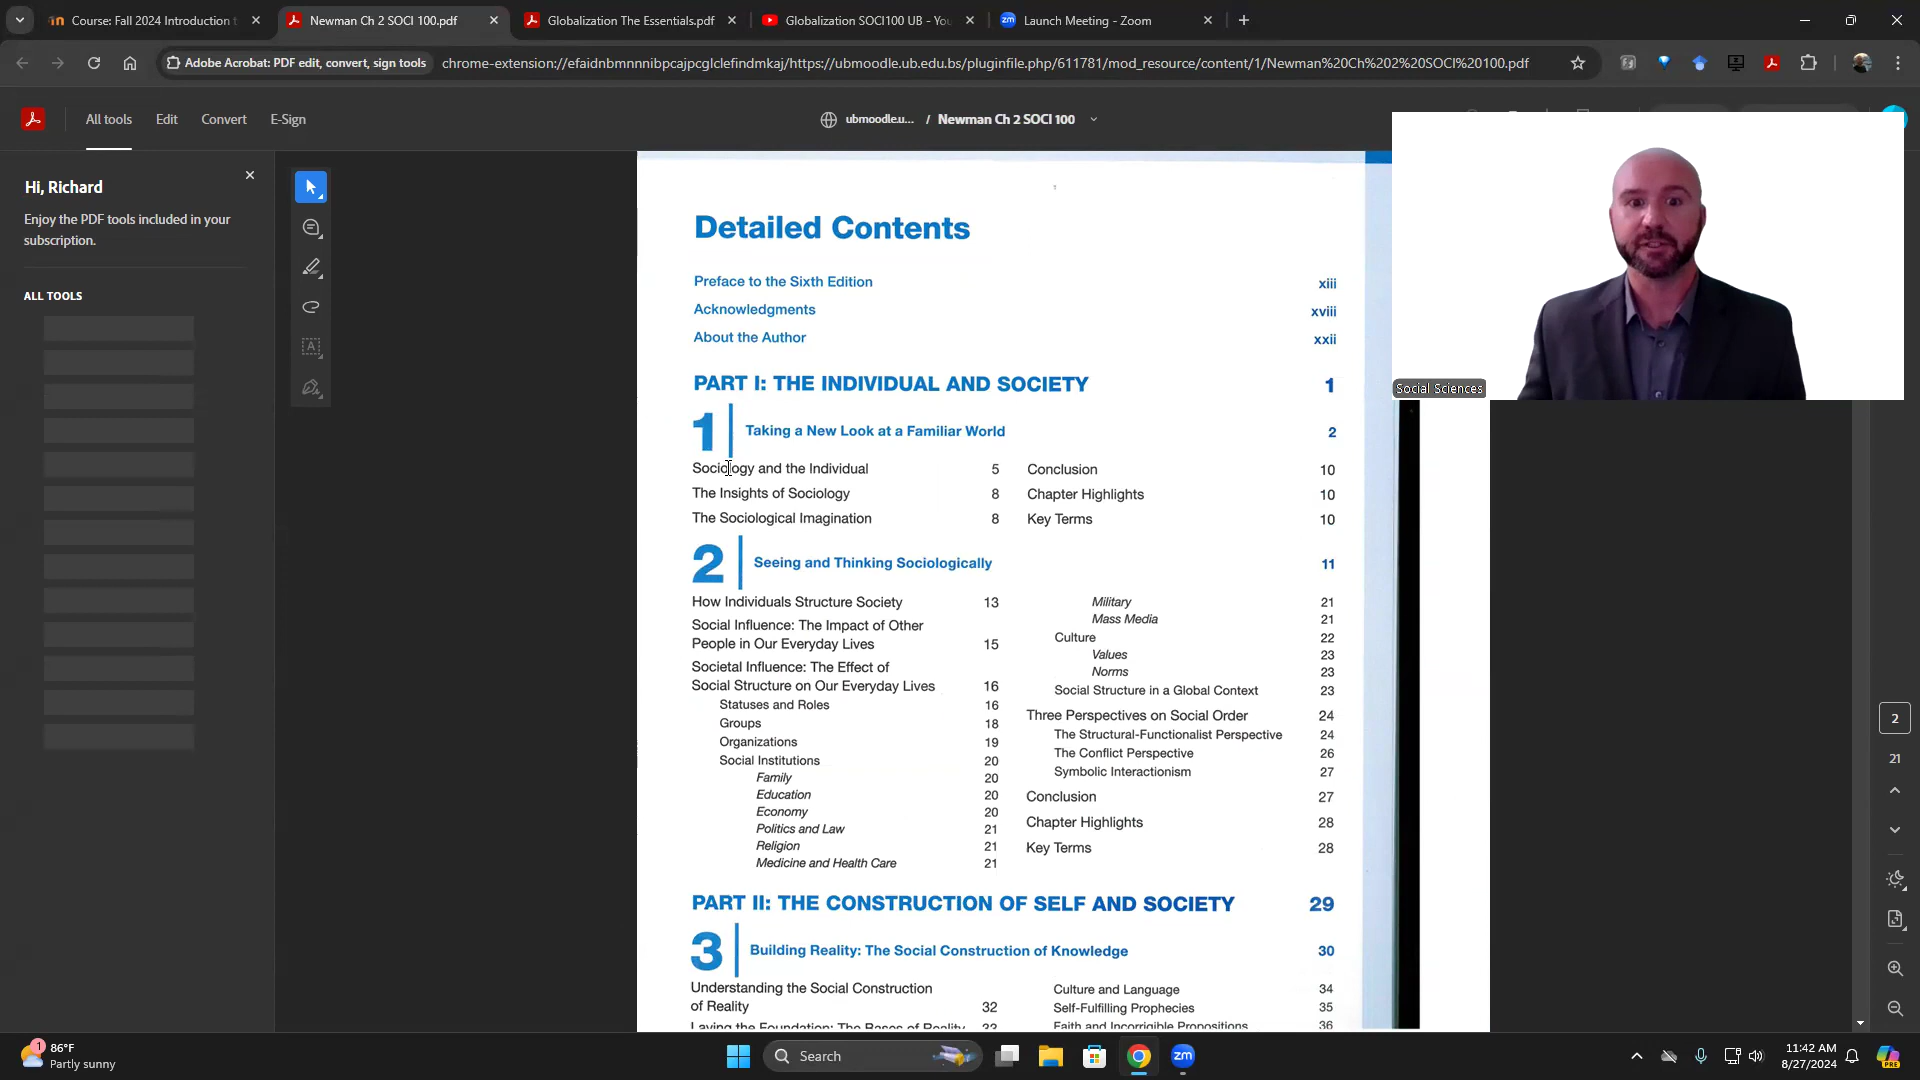 Course: Fall 2024 Introduction t
Newman Ch 2 SOCI 100.pdf
Globalization The Essentials.pdf
Globalization SOCI100 UB - You
Launch Meeting - Zoom
Adobe Acrobat: PDF edit, convert, sign tools
chrome-extension://efaidnbmnnnibpcajpcglclefindmkaj/https://ubmoodle.ub.edu.bs/pluginfile.php/611781/mod_resource/content/1/Newman%20Ch%202%20SOCI%20100.pdf
All tools
Edit
Convert
E-Sign
ubmoodle.u... / Newman Ch 2 SOCI 100
Hi, Richard
Enjoy the PDF tools included in your
subscription.
ALL TOOLS
Detailed Contents
Preface to the Sixth Edition xiii
Acknowledgments xviii
About the Author xxii
PART I: THE INDIVIDUAL AND SOCIETY 1
1 Taking a New Look at a Familiar World 2
Sociology and the Individual 5
The Insights of Sociology 8
The Sociological Imagination 8
Conclusion 10
Chapter Highlights 10
Key Terms 10
2 Seeing and Thinking Sociologically 11
How Individuals Structure Society 13
Social Influence: The Impact of Other
People in Our Everyday Lives 15
Societal Influence: The Effect of
Social Structure on Our Everyday Lives 16
Statuses and Roles 16
Groups 18
Organizations 19
Social Institutions 20
Family 20
Education 20
Economy 20
Politics and Law 21
Religion 21
Medicine and Health Care 21
Military 21
Mass Media 21
Culture 22
Values 23
Norms 23
Social Structure in a Global Context 23
Three Perspectives on Social Order 24
The Structural-Functionalist Perspective 24
The Conflict Perspective 26
Symbolic Interactionism 27
Conclusion 27
Chapter Highlights 28
Key Terms 28
PART II: THE CONSTRUCTION OF SELF AND SOCIETY 29
3 Building Reality: The Social Construction of Knowledge 30
Understanding the Social Construction
of Reality 32
Laying the Foundation: The Bases of Reality 33
Culture and Language 34
Self-Fulfilling Prophecies 35
Faith and Incorrigible Propositions 36
Social Sciences
2
21
1
86°F
Partly sunny
Search
zm
11:42 AM
8/27/2024
PRE